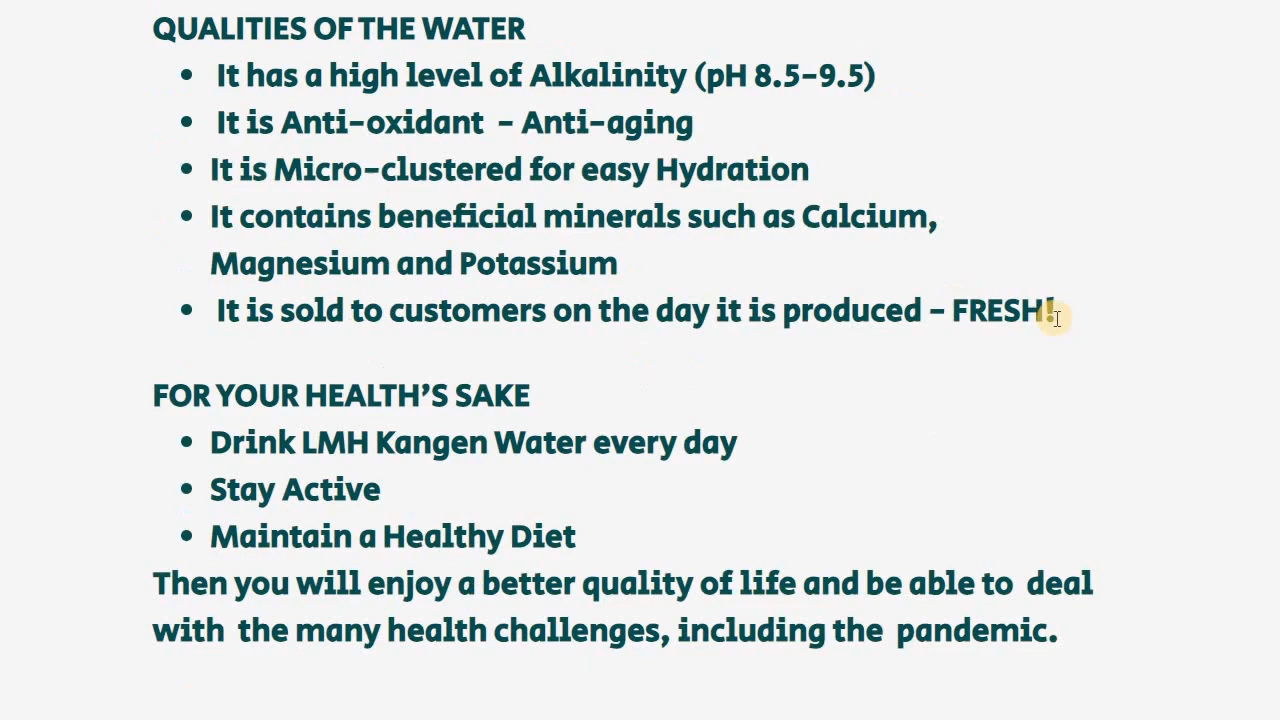 QUALITIES OF THE WATER
• It has a high level of Alkalinity (pH 8.5-9.5)
• It is Anti-oxidant - Anti-aging
• It is Micro-clustered for easy Hydration
• It contains beneficial minerals such as Calcium,
Magnesium and Potassium
• It is sold to customers on the day it is produced - FRESH!
FOR YOUR HEALTH’S SAKE
• Drink LMH Kangen Water every day
• Stay Active
• Maintain a Healthy Diet
Then you will enjoy a better quality of life and be able to deal
with the many health challenges, including the pandemic.